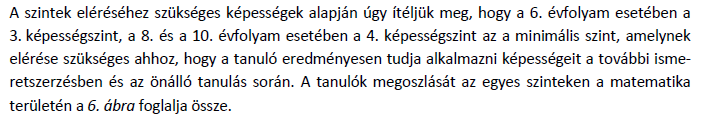 A szintek eléréséhez szükséges képességek alapján úgy ítéljük meg, hogy a 6. évfolyam esetében a
3. képességszint, a 8. és a 10. évfolyam esetében a 4. képességszint az a minimális szint, amelynek
elérése szükséges ahhoz, hogy a tanuló eredményesen tudja alkalmazni képességeit a további isme-
retszerzésben és az önálló tanulás során. A tanulók megoszlását az egyes szinteken a matematika
területén a 6. ábra foglalja össze.